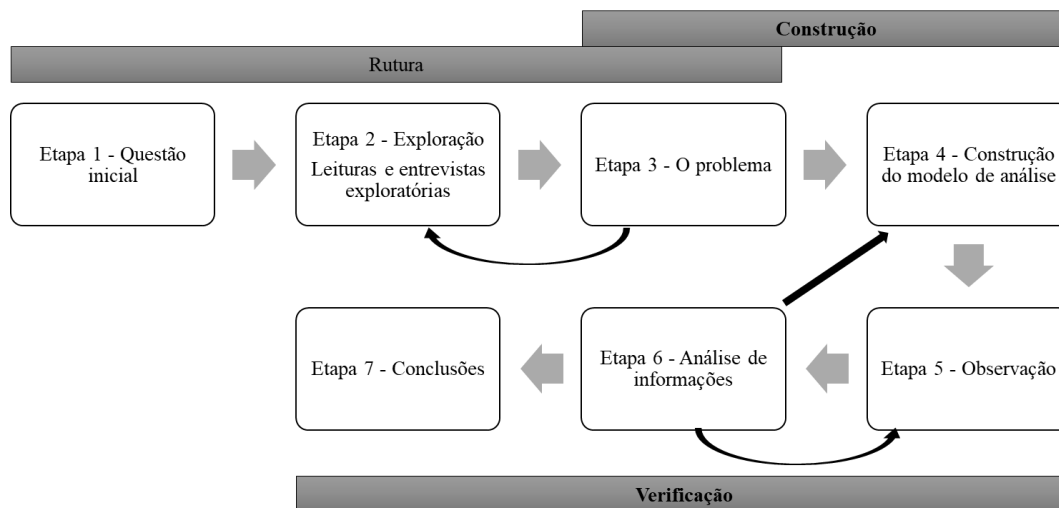 Construção
Rutura
Etapa 1 - Questão
inicial
Etapa 2 - Exploração
Leituras e entrevistas
exploratórias
Etapa 3 - O problema
Etapa 4 - Construção
do modelo de análise
Etapa 7 - Conclusões
Etapa 6 - Análise de
informações
Etapa 5 - Observação
Verificação